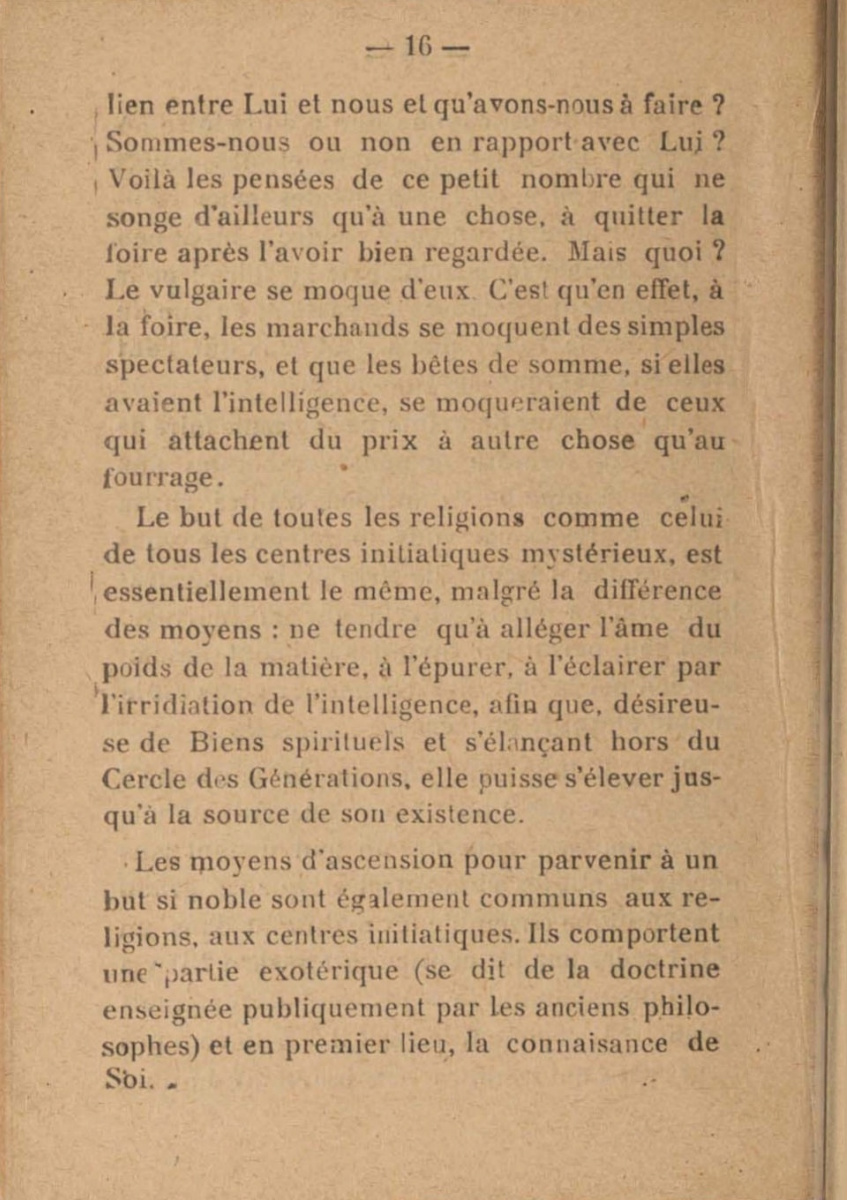 — 16 —
lien entre Lui et nous et qu'avons-nous à faire ?
Sommes-nous ou non en rapport avec Lui ?
Voilà les pensées de ce petit nombre qui ne
songe d'ailleurs qu'à une chose, à quitter la
foire après l'avoir bien regardée. Mais quoi ?
Le vulgaire se moque d'eux. C'est qu'en effet, à
la foire, les marchands se moquent des simples
spectateurs, et que les bêtes de somme, si elles
avaient l'intelligence, se moqueraient de ceux
qui attachent du prix à autre chose qu'au
fourrage.
Le but de toutes les religions comme celui
de tous les centres initiatiques mystérieux, est
essentiellement le même, malgré la différence
des moyens : ne tendre qu'à alléger l'âme du
poids de la matière, à l'épurer, à l'éclairer par
l'irridiation de l'intelligence, afin que, désireu-
se de Biens spirituels et s'élançant hors du
Cercle des Générations, elle puisse s'élever jus-
qu'à la source de son existence.
Les moyens d'ascension pour parvenir à un
but si noble sont également communs aux re-
ligions, aux centres initiatiques. Ils comportent
une partie exotérique (se dit de la doctrine
enseignée publiquement par les anciens philo-
sophes) et en premier lieu, la connaisance de
Soi.